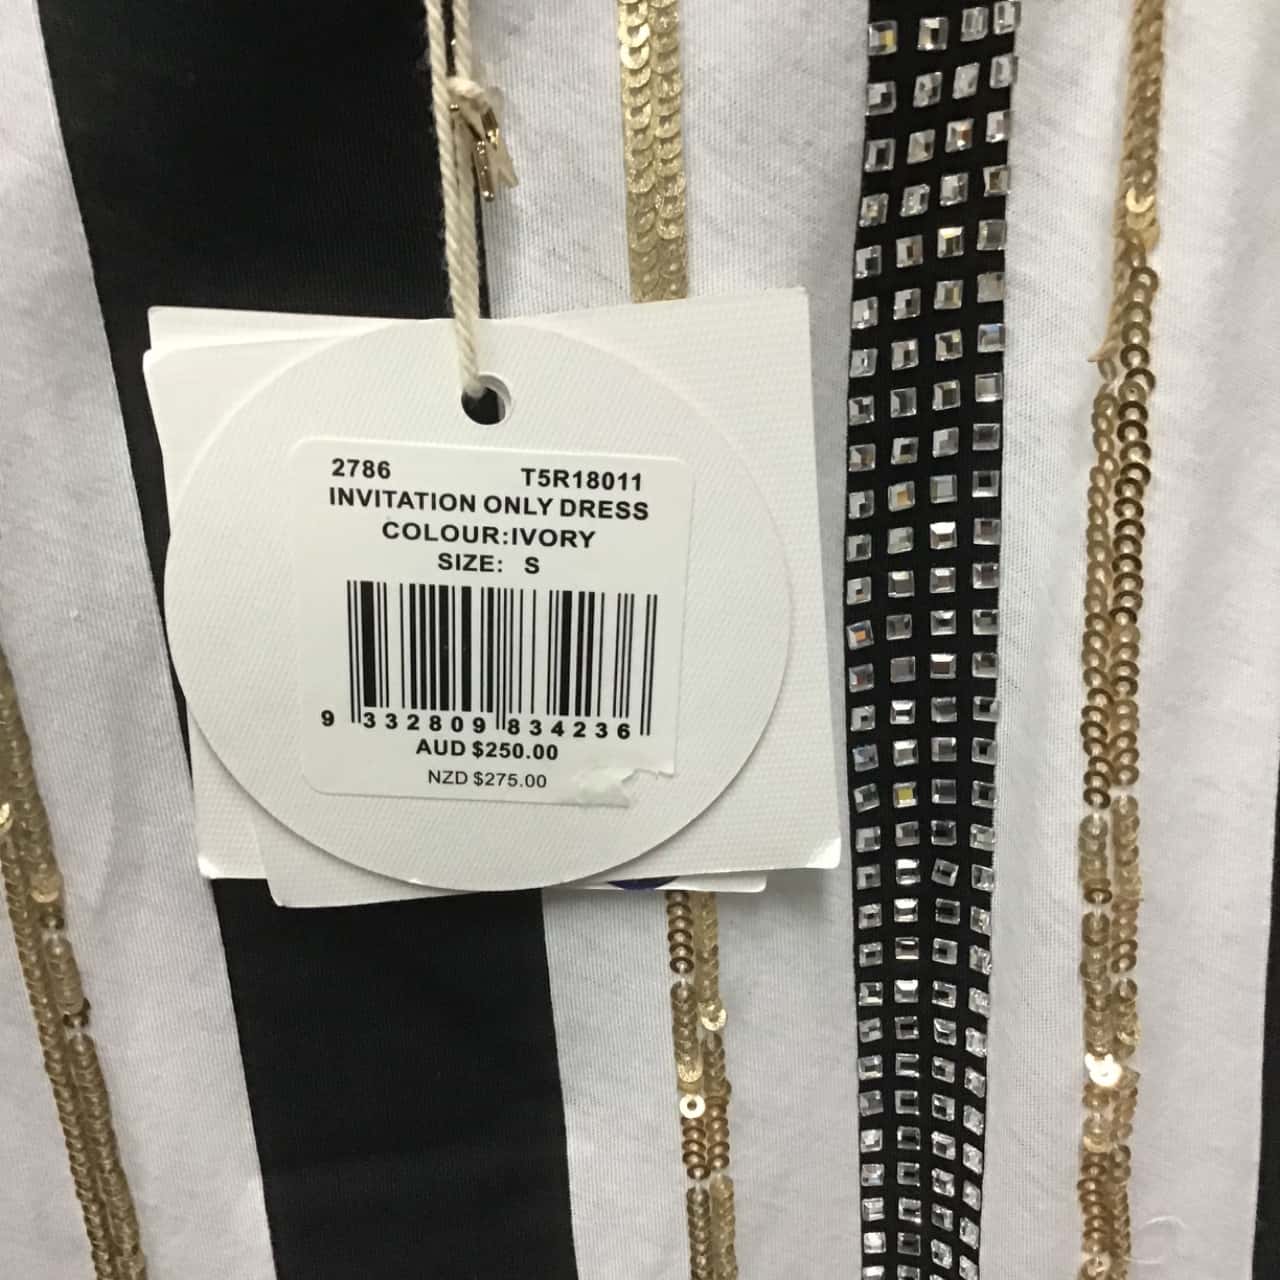 2786 T5R18011
INVITATION ONLY DRESS
COLOUR:IVORY
SIZE: S
9 332809 834236
AUD $250.00
NZD $275.00